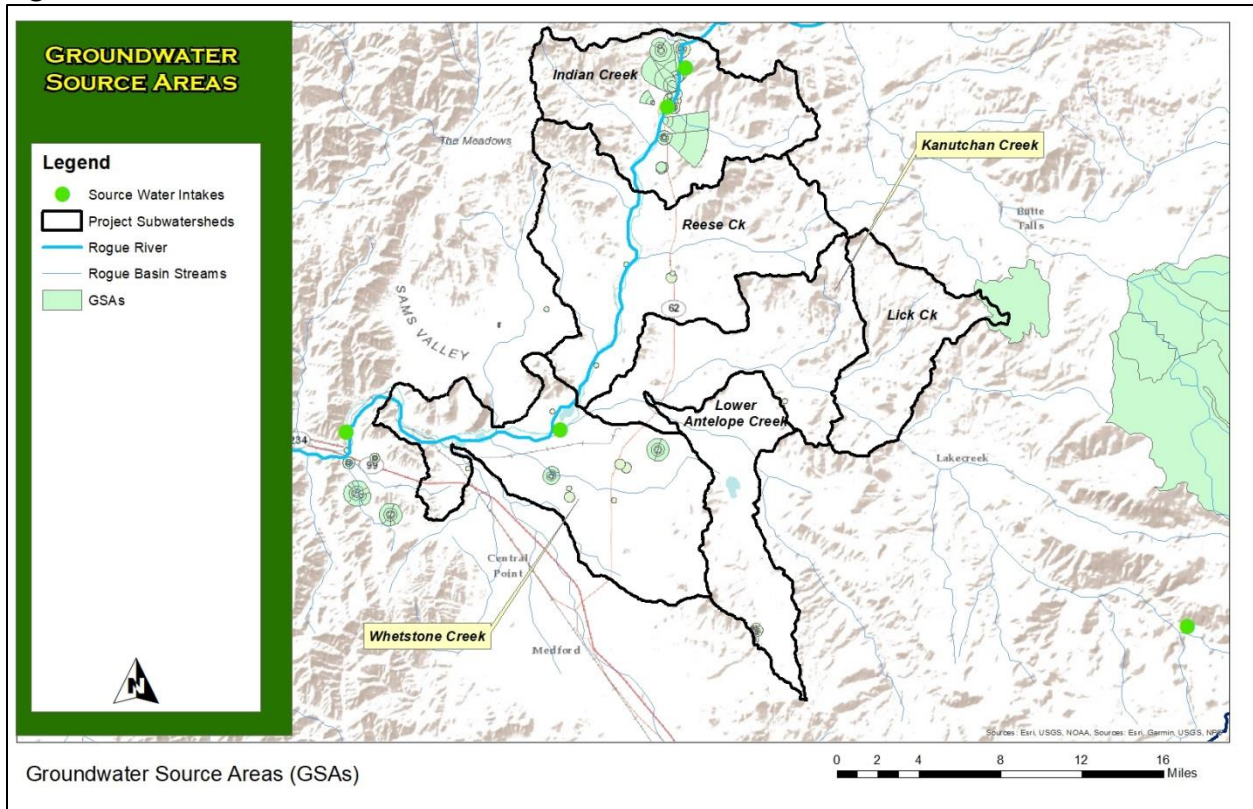 GROUNDWATER
SOURCE AREAS
Legend
Source Water Intakes
Project Subwatersheds
Rogue River
Rogue Basin Streams
GSAs
N
Indian Creek
The Meadows
Kanutchan Creek
Reese Ck
Butte
Falls
SAMS VALLEY
62
Lick Ck
Lower
Antelope Creek
234
99
Lakecreek
Central
Point
Whetstone Creek
Medford
Sources: Esri, USGS, NOAA, Sources: Esri, Garmin, USGS, NPS
Groundwater Source Areas (GSAs)
0 2 4 8 12 16
Miles